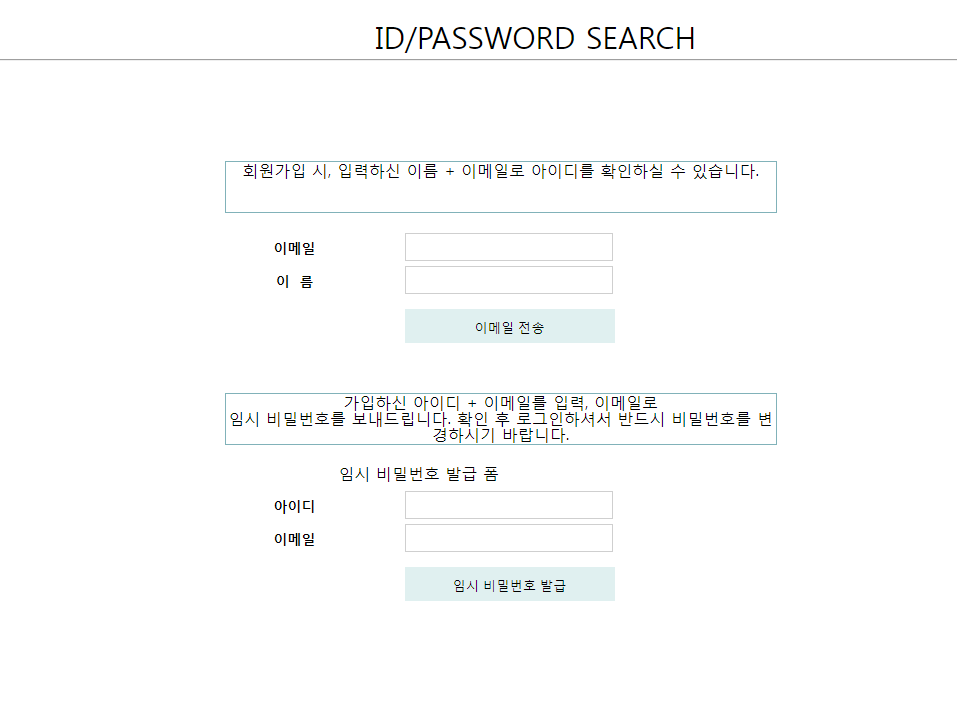 ID/PASSWORD SEARCH
회원가입 시, 입력하신 이름 + 이메일로 아이디를 확인하실 수 있습니다.
이메일
이 름
이메일 전송
가입하신 아이디 + 이메일를 입력, 이메일로
임시 비밀번호를 보내드립니다. 확인 후 로그인하셔서 반드시 비밀번호를 변
경하시기 바랍니다.
임시 비밀번호 발급 폼
아이디
이메일
임시 비밀번호 발급